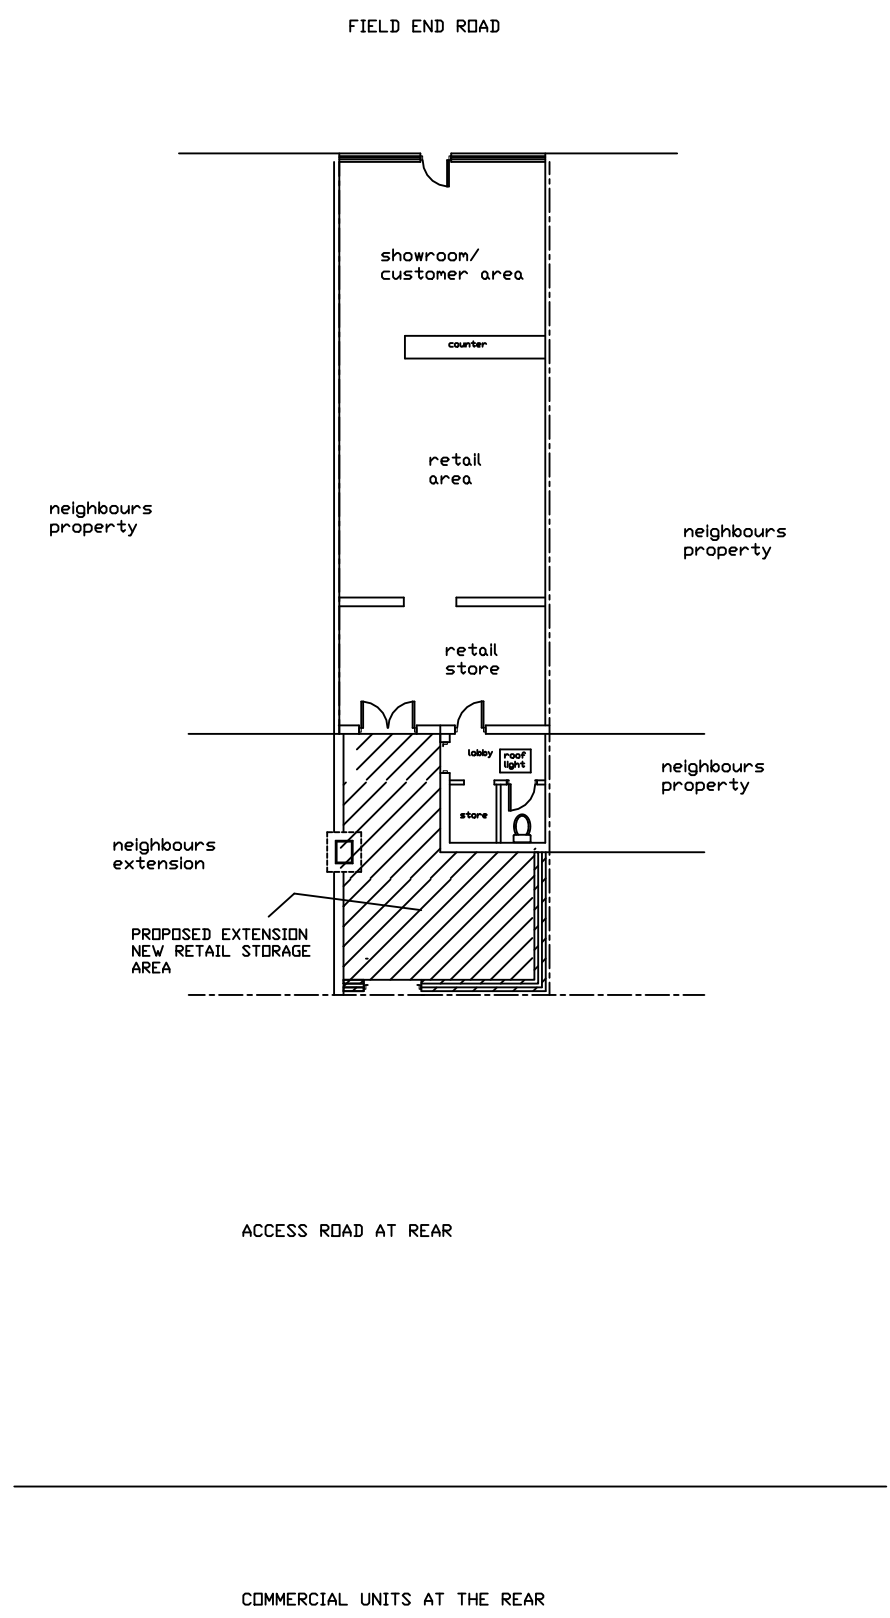 FIELD END ROAD
showroom/
customer area
counter
retail
area
neighbours
property
neighbours
property
retail
store
lobby
roof
light
neighbours
property
store
neighbours
extension
PROPOSED EXTENSION
NEW RETAIL STORAGE
AREA
ACCESS ROAD AT REAR
COMMERCIAL UNITS AT THE REAR